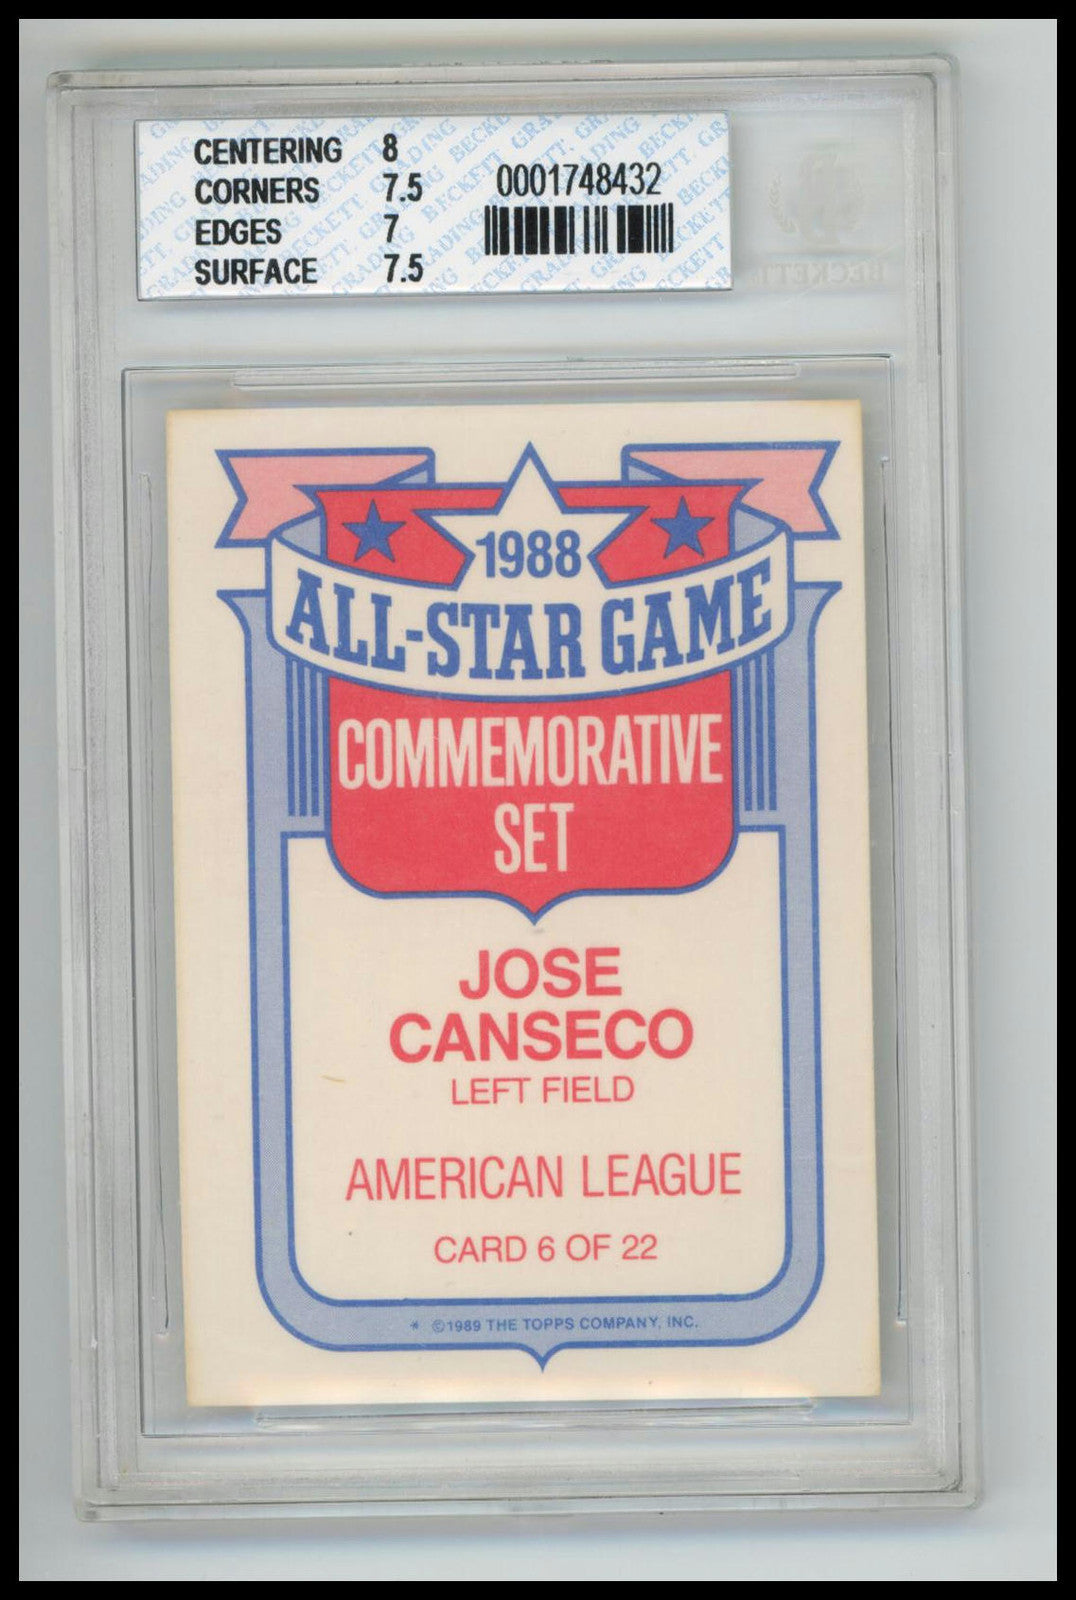 CENTERING 8
CORNERS 7.5
EDGES 7
SURFACE 7.5
0001748432
BECKETT
1988
ALL-STAR GAME
COMMEMORATIVE
SET
JOSE
CANSECO
LEFT FIELD
AMERICAN LEAGUE
CARD 6 OF 22
* ©1989 THE TOPPS COMPANY, INC.